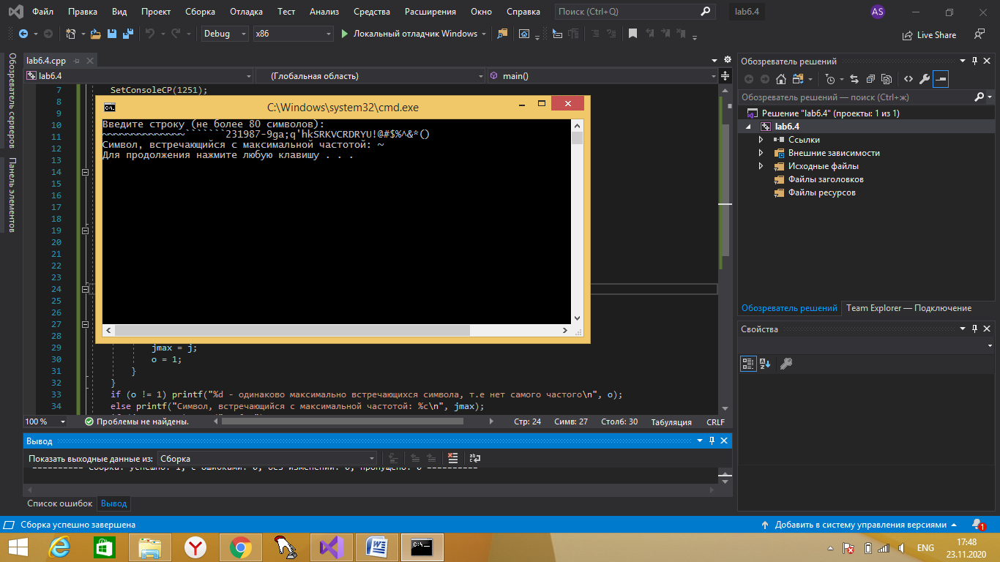 Файл Правка Вид Проект Сборка Отладка Тест Анализ Средства Расширения Окно Справка Поиск (Ctrl+Q) lab6.4 AS
Debug x86 Локальный отладчик Windows Live Share
Обозреватель серверов
Панель элементов
lab6.4.cpp
lab6.4 (Глобальная область) main()
7 SetConsoleCP(1251);
8
9
10
11
12
13
14
15
16
17
18
19
20
21
22
23
24
25
26
27
28
29 jmax = j;
30 o = 1;
31 }
32 }
33 if (o != 1) printf("%d - одинаково максимально встречающихся символа, т.е нет самого частого\n", o);
34 else printf("Символ, встречающийся с максимальной частотой: %c\n", jmax);
C:\Windows\system32\cmd.exe
Введите строку (не более 80 символов):
~~~~~~~~~~~~~~```````231987-9ga;q'hkSRKVCRDRYU!@#$%^&*()
Символ, встречающийся с максимальной частотой: ~
Для продолжения нажмите любую клавишу . . .
100 % Проблемы не найдены. Стр: 24 Симв: 27 Столб: 30 Табуляция CRLF
Вывод
Показать выходные данные из: Сборка
========== Сборка: успешно: 1, с ошибками: 0, без изменений: 0, пропущено: 0 ==========
Список ошибок Вывод
Обозреватель решений
Обозреватель решений — поиск (Ctrl+ж)
Решение "lab6.4" (проекты: 1 из 1)
lab6.4
Ссылки
Внешние зависимости
Исходные файлы
Файлы заголовков
Файлы ресурсов
Обозреватель решений Team Explorer — Подключение
Свойства
Сборка успешно завершена Добавить в систему управления версиями 1
ENG 17:48
23.11.2020